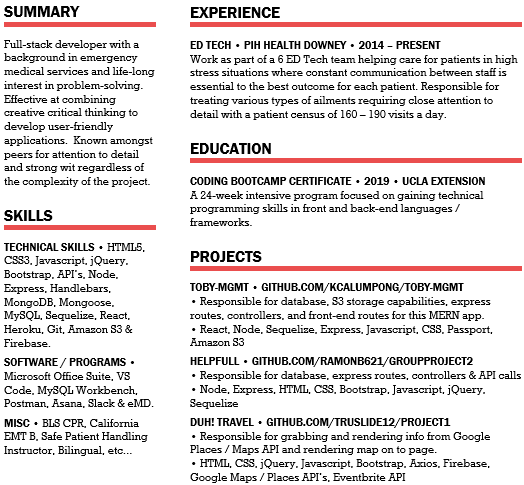 SUMMARY
Full-stack developer with a
background in emergency
medical services and life-long
interest in problem-solving.
Effective at combining
creative critical thinking to
develop user-friendly
applications. Known amongst
peers for attention to detail
and strong wit regardless of
the complexity of the project.
SKILLS
TECHNICAL SKILLS • HTML5,
CSS3, Javascript, jQuery,
Bootstrap, API's, Node,
Express, Handlebars,
MongoDB, Mongoose,
MySQL, Sequelize, React,
Heroku, Git, Amazon S3 &
Firebase.
SOFTWARE / PROGRAMS •
Microsoft Office Suite, VS
Code, MySQL Workbench,
Postman, Asana, Slack & eMD.
MISC • BLS CPR, California
EMT B, Safe Patient Handling
Instructor, Bilingual, etc...
EXPERIENCE
ED TECH • PIH HEALTH DOWNEY • 2014 – PRESENT
Work as part of a 6 ED Tech team helping care for patients in high
stress situations where constant communication between staff is
essential to the best outcome for each patient. Responsible for
treating various types of ailments requiring close attention to
detail with a patient census of 160 – 190 visits a day.
EDUCATION
CODING BOOTCAMP CERTIFICATE • 2019 • UCLA EXTENSION
A 24-week intensive program focused on gaining technical
programming skills in front and back-end languages /
frameworks.
PROJECTS
TOBY-MGMT • GITHUB.COM/KCALUMPONG/TOBY-MGMT
• Responsible for database, S3 storage capabilities, express
routes, controllers, and front-end routes for this MERN app.
• React, Node, Sequelize, Express, Javascript, CSS, Passport,
Amazon S3
HELPFULL • GITHUB.COM/RAMONB621/GROUPPROJECT2
• Responsible for database, express routes, controllers & API calls
• Node, Express, HTML, CSS, Bootstrap, Javascript, jQuery,
Sequelize
DUH! TRAVEL • GITHUB.COM/TRUSLIDE12/PROJECT1
• Responsible for grabbing and rendering info from Google
Places / Maps API and rendering map on to page.
• HTML, CSS, jQuery, Javascript, Bootstrap, Axios, Firebase,
Google Maps / Places API's, Eventbrite API